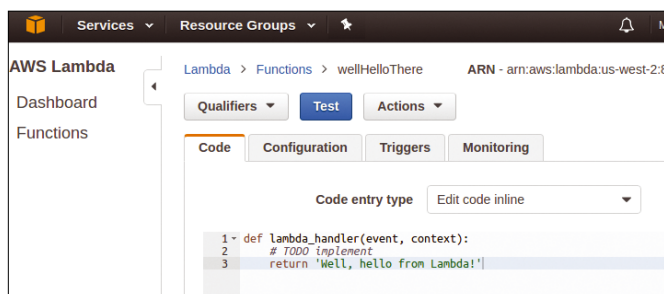 Services Resource Groups
AWS Lambda
Dashboard
Functions
Lambda > Functions > wellHelloThere ARN - arn:aws:lambda:us-west-2:8
Qualifiers Test Actions
Code Configuration Triggers Monitoring
Code entry type Edit code inline
1 def lambda_handler(event, context):
2 # TODO implement
3 return 'Well, hello from Lambda!'